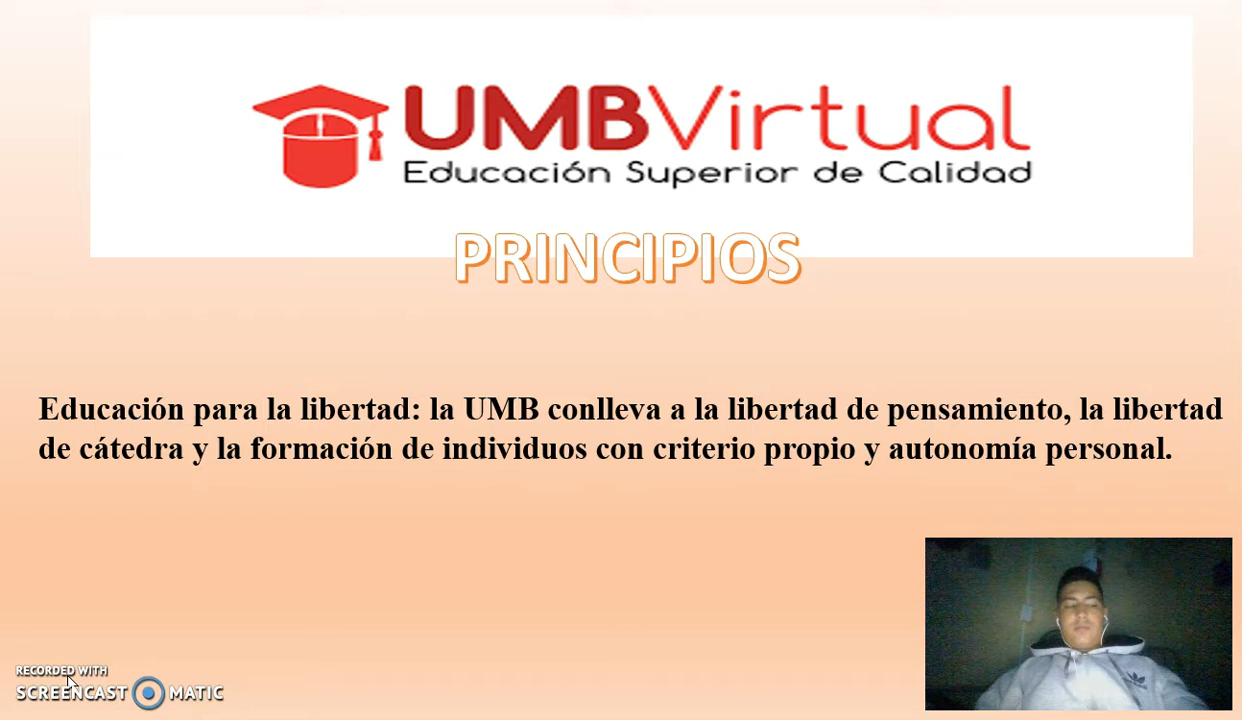 UMBVirtual
Educación Superior de Calidad
PRINCIPIOS
Educación para la libertad: la UMB conlleva a la libertad de pensamiento, la libertad
de cátedra y la formación de individuos con criterio propio y autonomía personal.
RECORDED WITH
SCREENCAST MATIC